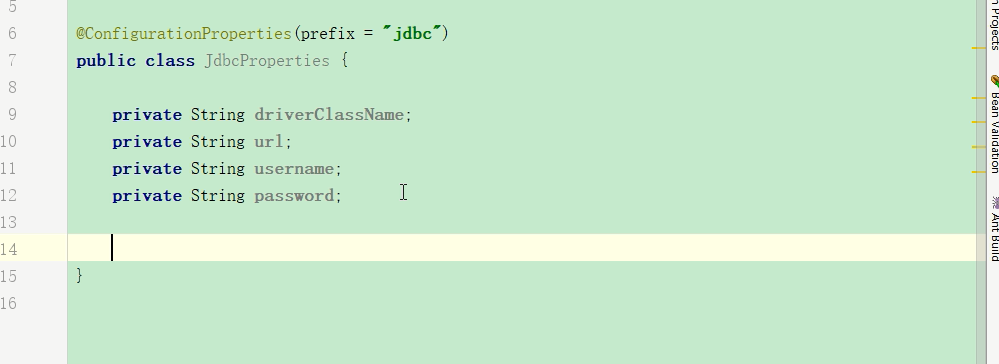 5
6 @ConfigurationProperties(prefix = "jdbc")
7 public class JdbcProperties {
8
9 private String driverClassName;
10 private String url;
11 private String username;
12 private String password;
13
14
15 }
16
Projects
Bean Validation
Ant Build